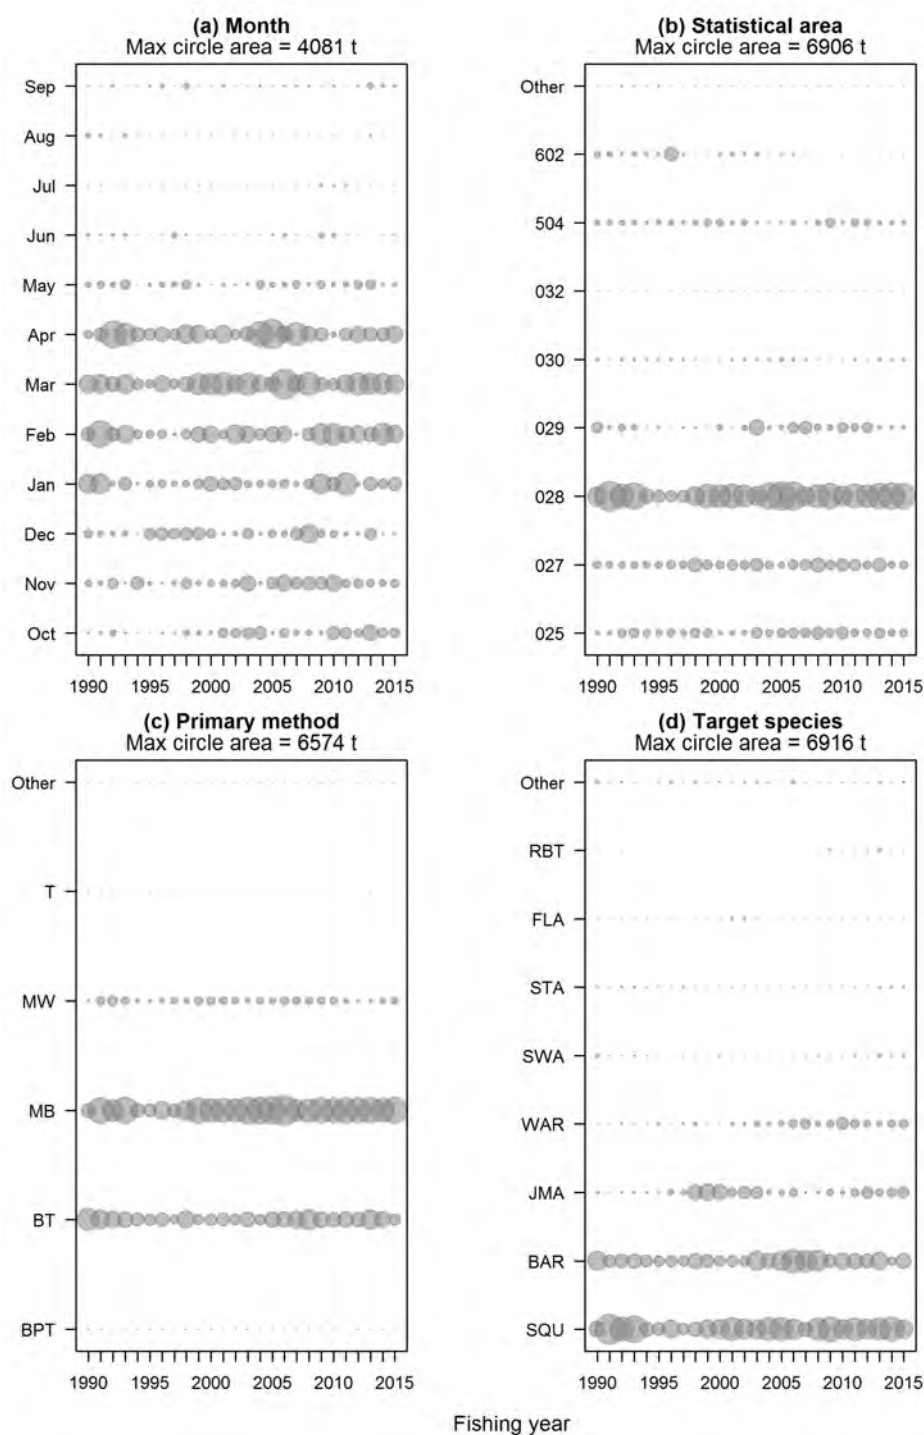 (a) Month
Max circle area = 4081 t
Sep
Aug
Jul
Jun
May
Apr
Mar
Feb
Jan
Dec
Nov
Oct
1990 1995 2000 2005 2010 2015
(b) Statistical area
Max circle area = 6906 t
Other
602
504
032
030
029
028
027
025
1990 1995 2000 2005 2010 2015
(c) Primary method
Max circle area = 6574 t
Other
T
MW
MB
BT
BPT
1990 1995 2000 2005 2010 2015
(d) Target species
Max circle area = 6916 t
Other
RBT
FLA
STA
SWA
WAR
JMA
BAR
SQU
1990 1995 2000 2005 2010 2015
Fishing year